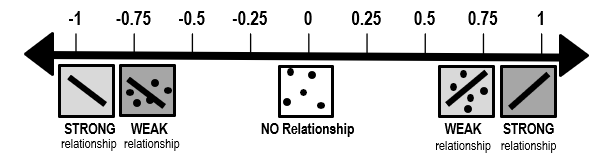 -1 -0.75 -0.5 -0.25 0 0.25 0.5 0.75 1
STRONG
relationship
WEAK
relationship
NO Relationship
WEAK
relationship
STRONG
relationship